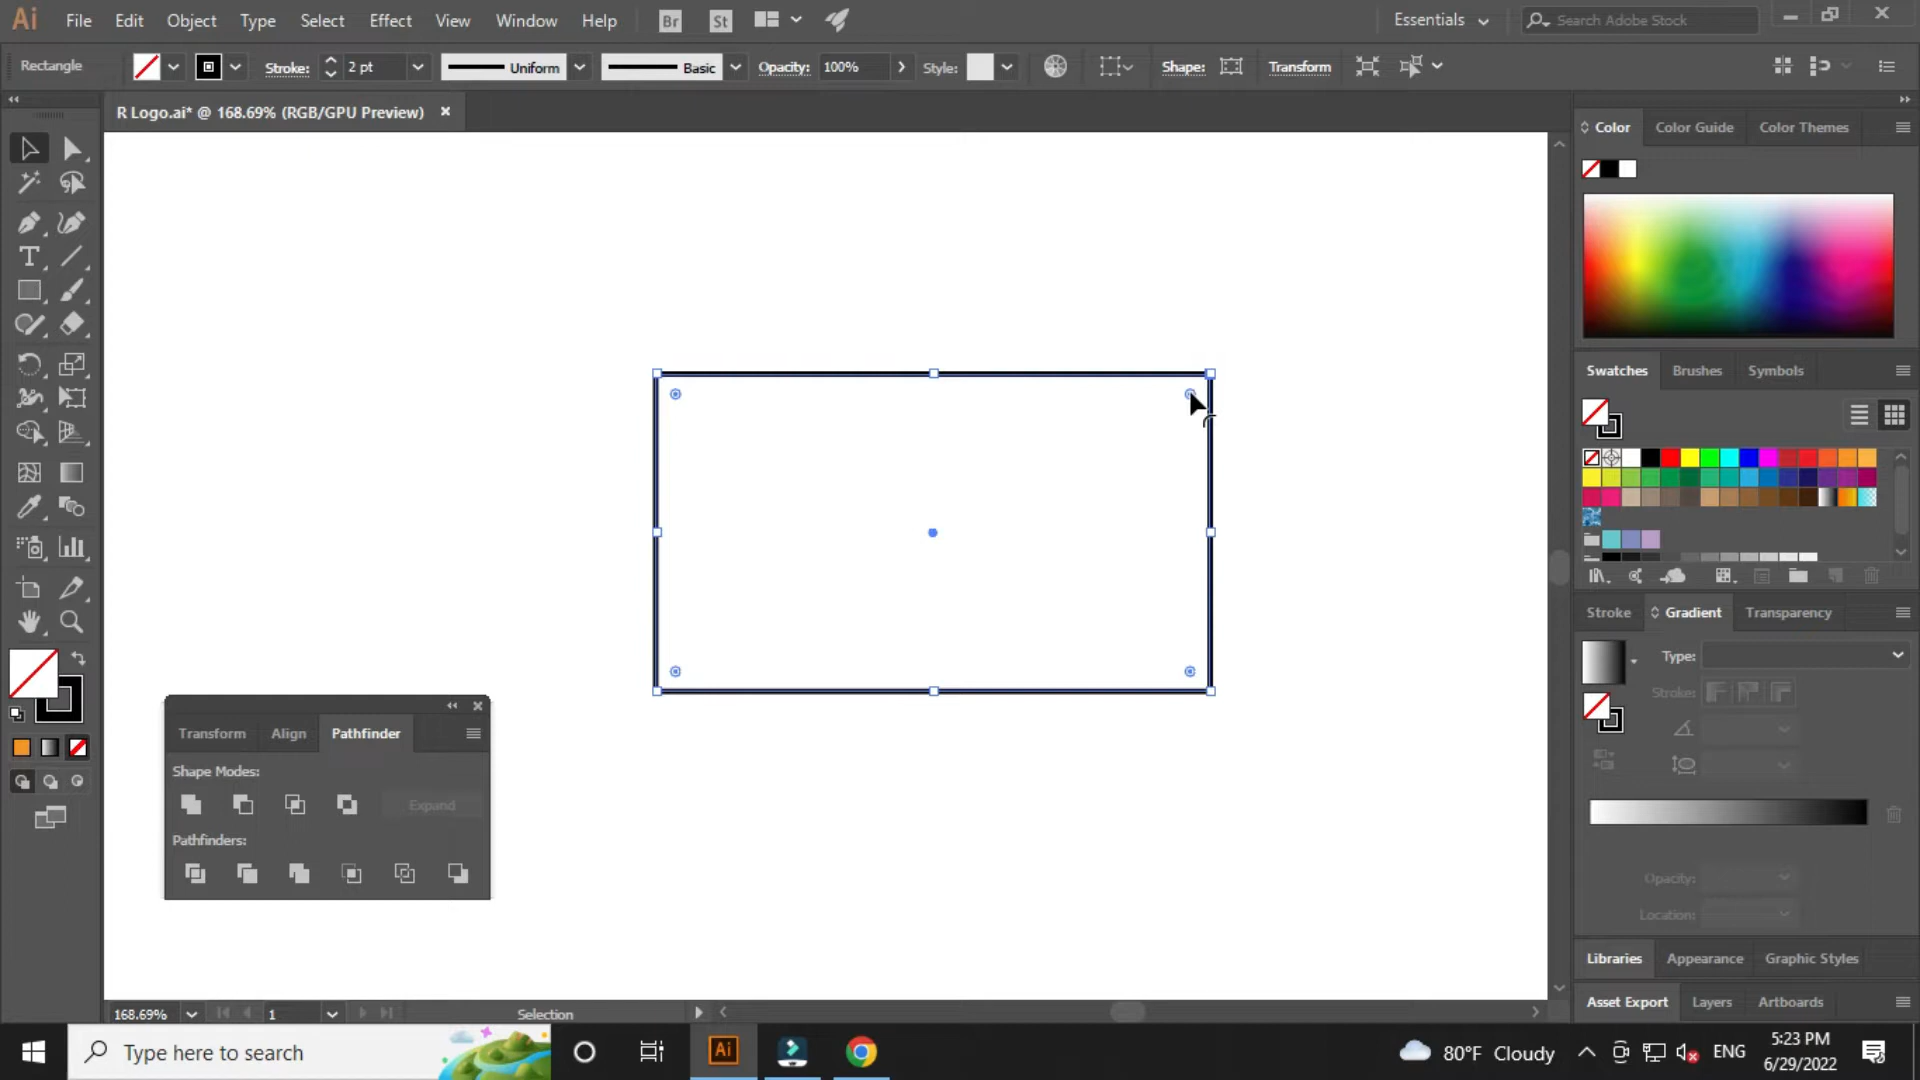 Ai File Edit Object Type Select Effect View Window Help Br St Essentials Search Adobe Stock
Rectangle Stroke: 2 pt Uniform Basic Opacity: 100% Style: Shape: Transform
R Logo.ai* @ 168.69% (RGB/GPU Preview)
Color Color Guide Color Themes
Swatches Brushes Symbols
Stroke Gradient Transparency
Type:
Stroke:
Transform Align Pathfinder
Shape Modes:
Expand
Pathfinders:
Opacity:
Location:
Libraries Appearance Graphic Styles
Asset Export Layers Artboards
168.69% 1 Selection
Type here to search
Ai
80°F Cloudy
ENG
5:23 PM
6/29/2022